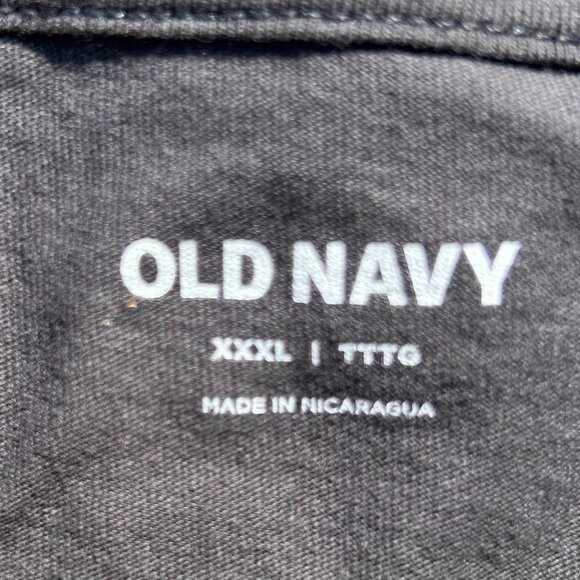 OLD NAVY
XXXL | TTTG
MADE IN NICARAGUA